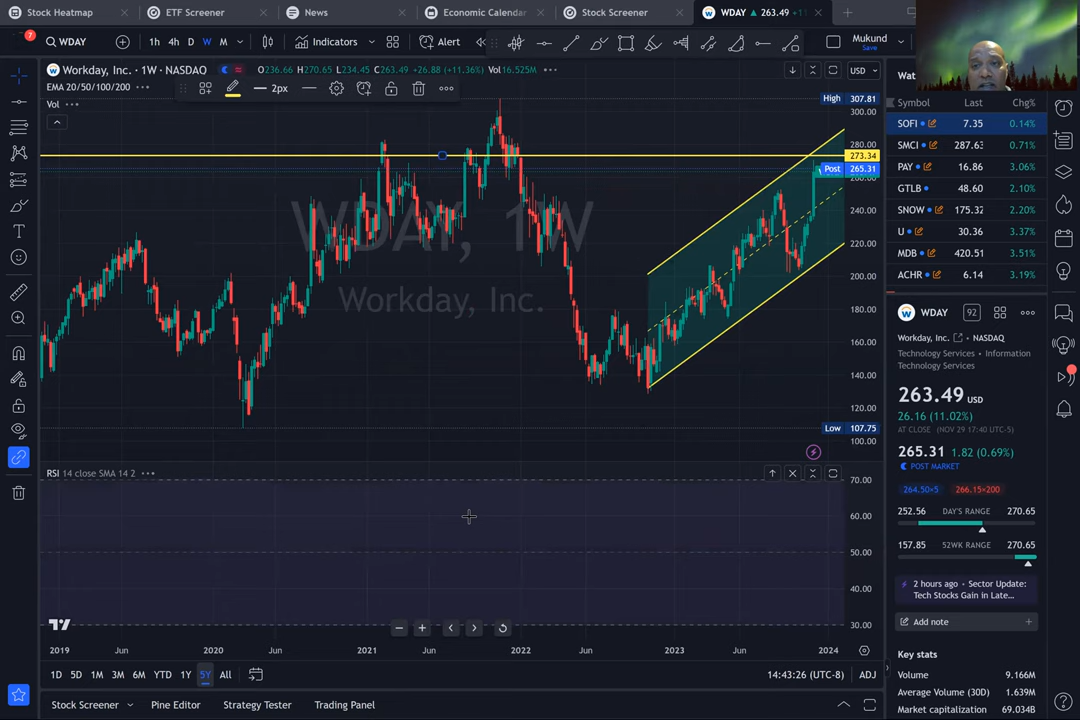 Stock Heatmap
ETF Screener
News
Economic Calendar
Stock Screener
WDAY ▲ 263.49 +11
7
WDAY
1h 4h D W M
Indicators
Alert
Mukund
Save
Workday, Inc. · 1W · NASDAQ
O236.66 H270.65 L234.45 C263.49 +26.88 (+11.36%) Vol16.525M
USD
EMA 20/50/100/200
2px
Vol
High 307.81
300.00
280.00
273.34
Post 265.31
260.00
240.00
220.00
200.00
180.00
160.00
140.00
120.00
Low 107.75
100.00
WDAY, 1W
Workday, Inc.
RSI 14 close SMA 14 2
70.00
60.00
50.00
40.00
30.00
2019 Jun 2020 Jun 2021 Jun 2022 Jun 2023 Jun 2024
1D 5D 1M 3M 6M YTD 1Y 5Y All
14:43:26 (UTC-8)
ADJ
Stock Screener
Pine Editor
Strategy Tester
Trading Panel
Wat
Symbol Last Chg%
SOFI 7.35 0.14%
SMCI 287.63 0.71%
PAY 16.86 3.06%
GTLB 48.60 2.10%
SNOW 175.32 2.20%
U 30.36 3.37%
MDB 420.51 3.51%
ACHR 6.14 3.19%
WDAY
92
Workday, Inc. · NASDAQ
Technology Services · Information
Technology Services
263.49 USD
26.16 (11.02%)
AT CLOSE (NOV 29 17:40 UTC-5)
265.31 1.82 (0.69%)
POST MARKET
264.50×5 266.15×200
252.56 DAY'S RANGE 270.65
157.85 52WK RANGE 270.65
2 hours ago · Sector Update:
Tech Stocks Gain in Late...
Add note
Key stats
Volume 9.166M
Average Volume (30D) 1.639M
Market capitalization 69.034B